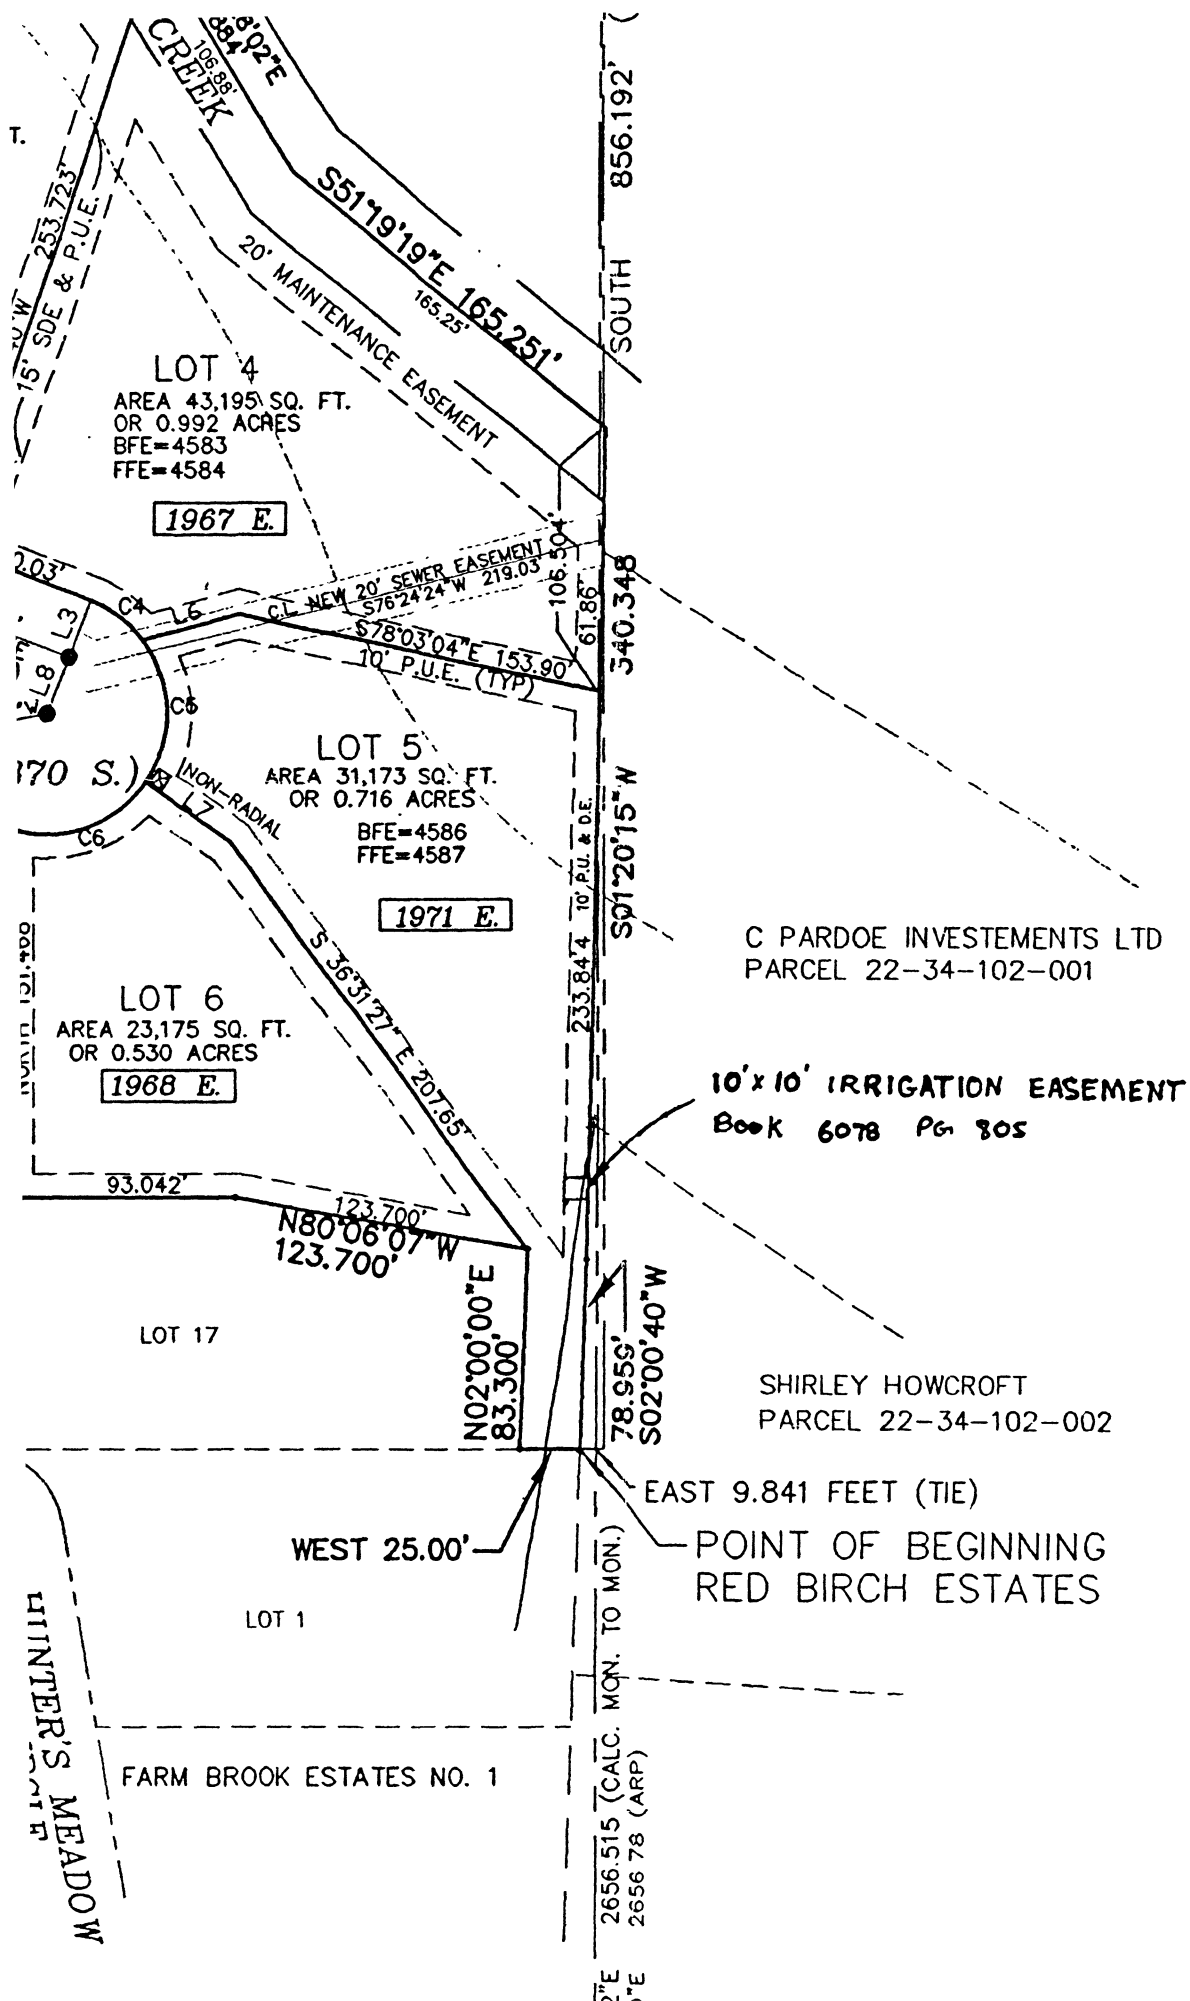 CREEK
106.88'
8'02"E
884'
T.
253.723'
15' SDE & P.U.E.
S51°19'19"E 165.251'
165.25'
SOUTH 856.192'
20' MAINTENANCE EASEMENT
LOT 4
AREA 43,195 SQ. FT.
OR 0.992 ACRES
BFE=4583
FFE=4584
1967 E.
0.03'
C4
L6
L3
L8
C.L. NEW 20' SEWER EASEMENT
S76°24'24"W 219.03'
S78°03'04"E 153.90'
10' P.U.E. (TYP)
106.504'
61.86'
340.348
S01°20'15"W
C5
370 S.)
NON-RADIAL
L7
C6
LOT 5
AREA 31,173 SQ. FT.
OR 0.716 ACRES
BFE=4586
FFE=4587
1971 E.
10' P.U. & D.E.
233.844
S 36°31'27" E 207.65'
C PARDOE INVESTEMENTS LTD
PARCEL 22-34-102-001
LOT 6
AREA 23,175 SQ. FT.
OR 0.530 ACRES
1968 E.
10'x10' IRRIGATION EASEMENT
Book 6078 PG 805
93.042'
123.700'
N80°06'07"W
123.700'
LOT 17
N02°00'00"E
83.300'
78.959'
S02°00'40"W
SHIRLEY HOWCROFT
PARCEL 22-34-102-002
EAST 9.841 FEET (TIE)
WEST 25.00'
POINT OF BEGINNING
RED BIRCH ESTATES
LOT 1
HUNTER'S MEADOW
FARM BROOK ESTATES NO. 1
2656.515 (CALC. MON. TO MON.)
2656 78 (ARP)